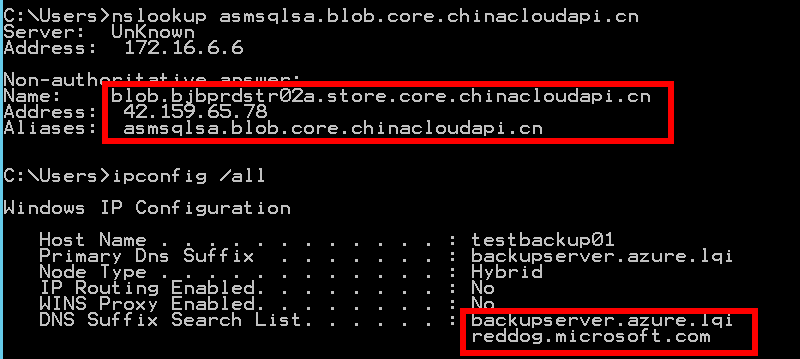 C:\Users>nslookup asmsqlsa.blob.core.chinacloudapi.cn
Server:  UnKnown
Address:  172.16.6.6
Non-authoritative answer:
Name:    blob.bjbprdstr02a.store.core.chinacloudapi.cn
Address:  42.159.65.78
Aliases:  asmsqlsa.blob.core.chinacloudapi.cn
C:\Users>ipconfig /all
Windows IP Configuration
Host Name . . . . . . . . . . . . : testbackup01
Primary Dns Suffix  . . . . . . . : backupserver.azure.lqi
Node Type . . . . . . . . . . . . : Hybrid
IP Routing Enabled. . . . . . . . : No
WINS Proxy Enabled. . . . . . . . : No
DNS Suffix Search List. . . . . . : backupserver.azure.lqi
reddog.microsoft.com